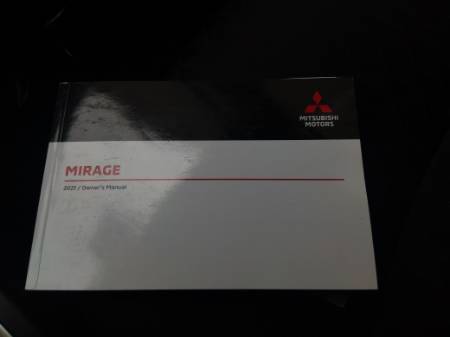 MITSUBISHI
MOTORS
MIRAGE
2021 / Owner's Manual